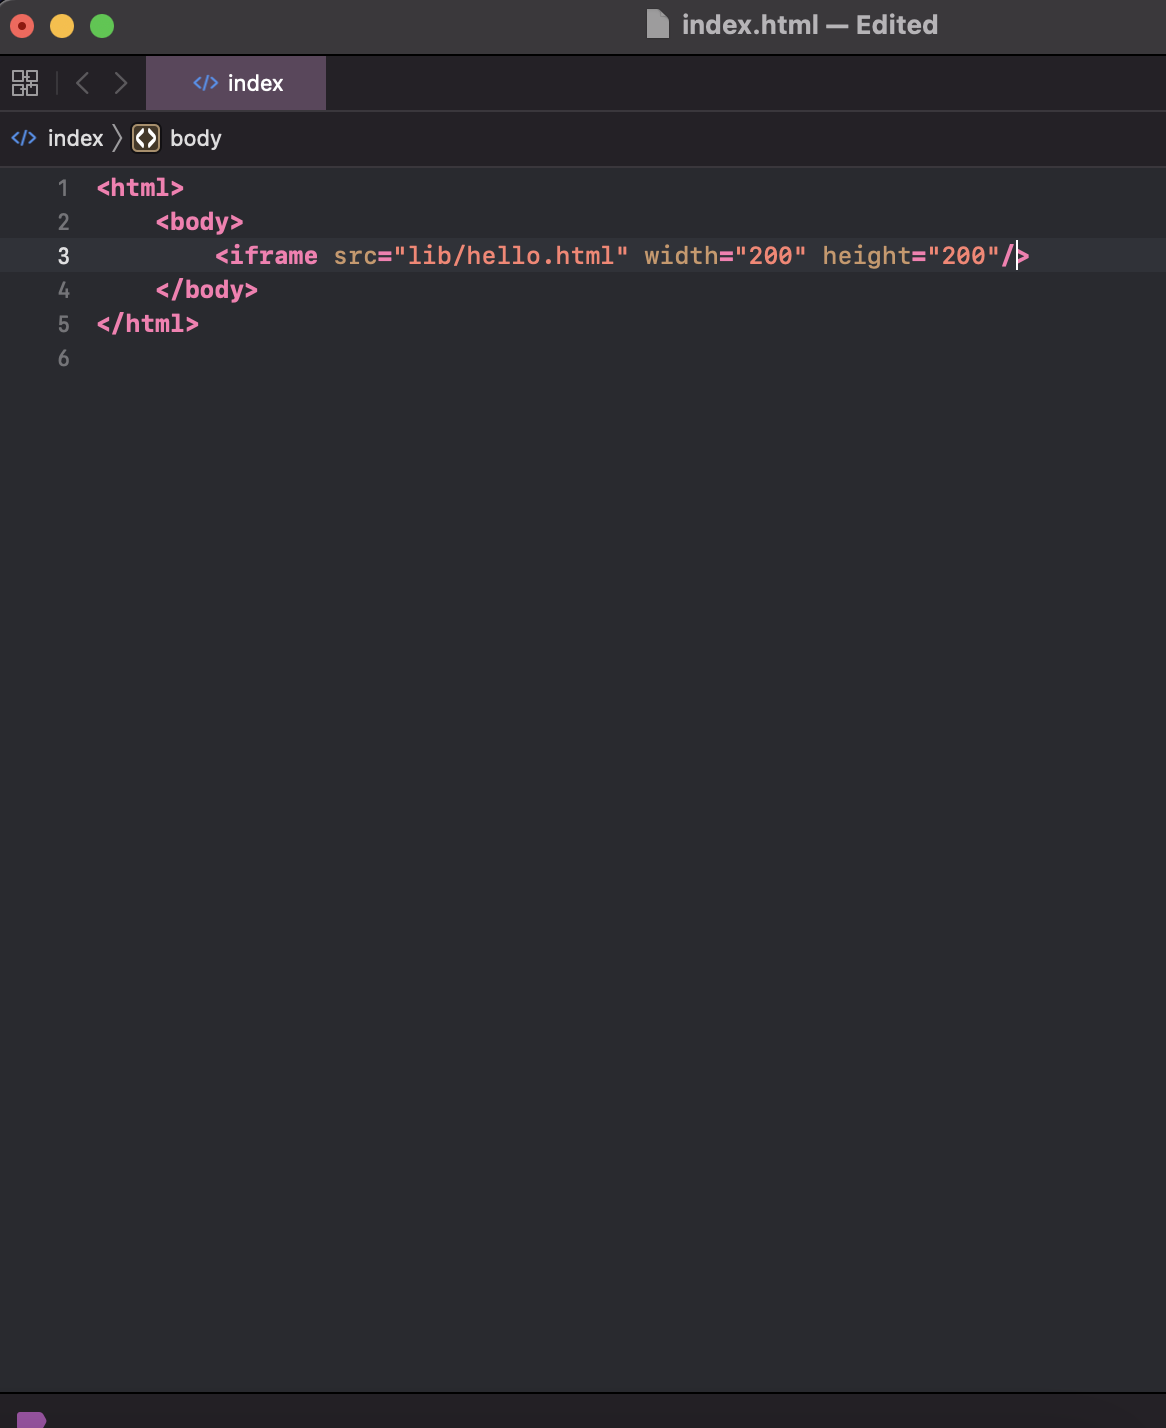 index.html — Edited
</> index
</> index 〉 <> body
1 <html>
2 <body>
3 <iframe src="lib/hello.html" width="200" height="200"/>
4 </body>
5 </html>
6